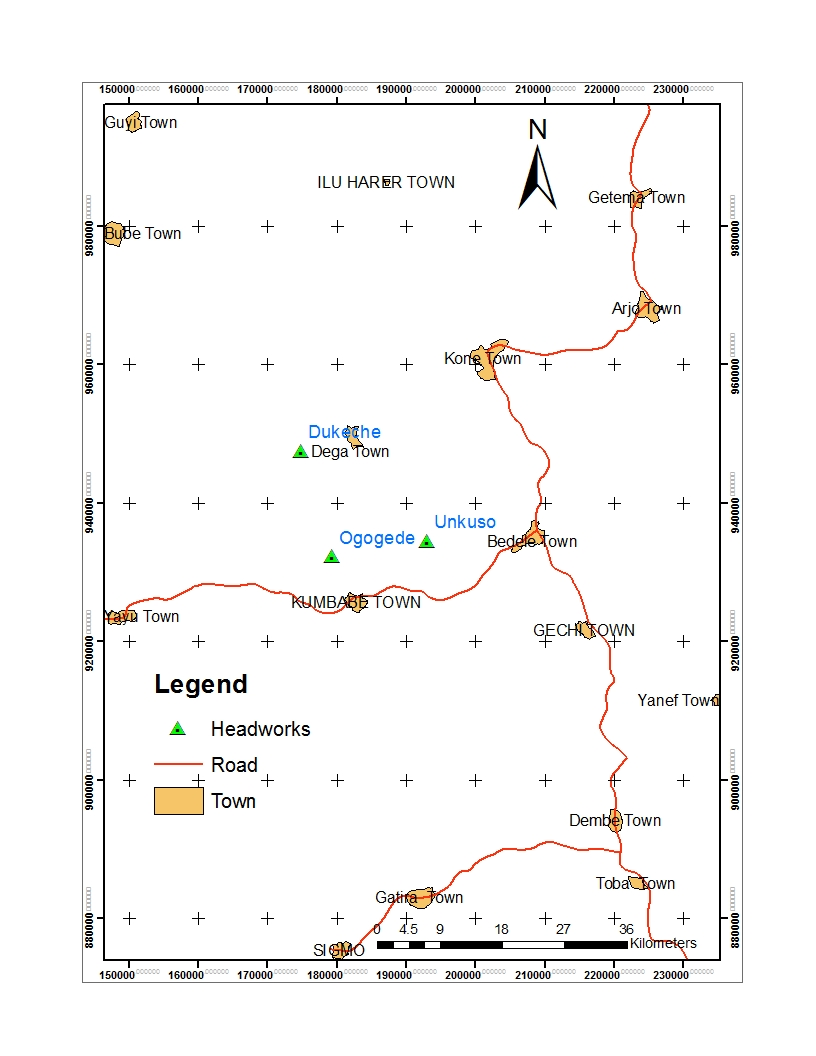 150000 160000 170000 180000 190000 200000 210000 220000 230000
N
Guyi Town
ILU HARER TOWN
Getema Town
980000 980000
Bube Town
Arjo Town
Kone Town
960000 960000
Dukeche
Dega Town
940000 940000
Unkuso
Ogogede
Bedele Town
KUMBABE TOWN
Yayu Town
GECHI TOWN
920000 920000
Legend
Yanef Town
Headworks
Road
Town
900000 900000
Dembe Town
Toba Town
Gatira Town
880000 880000
0 4.5 9 18 27 36
Kilometers
SIGMO
150000 160000 170000 180000 190000 200000 210000 220000 230000